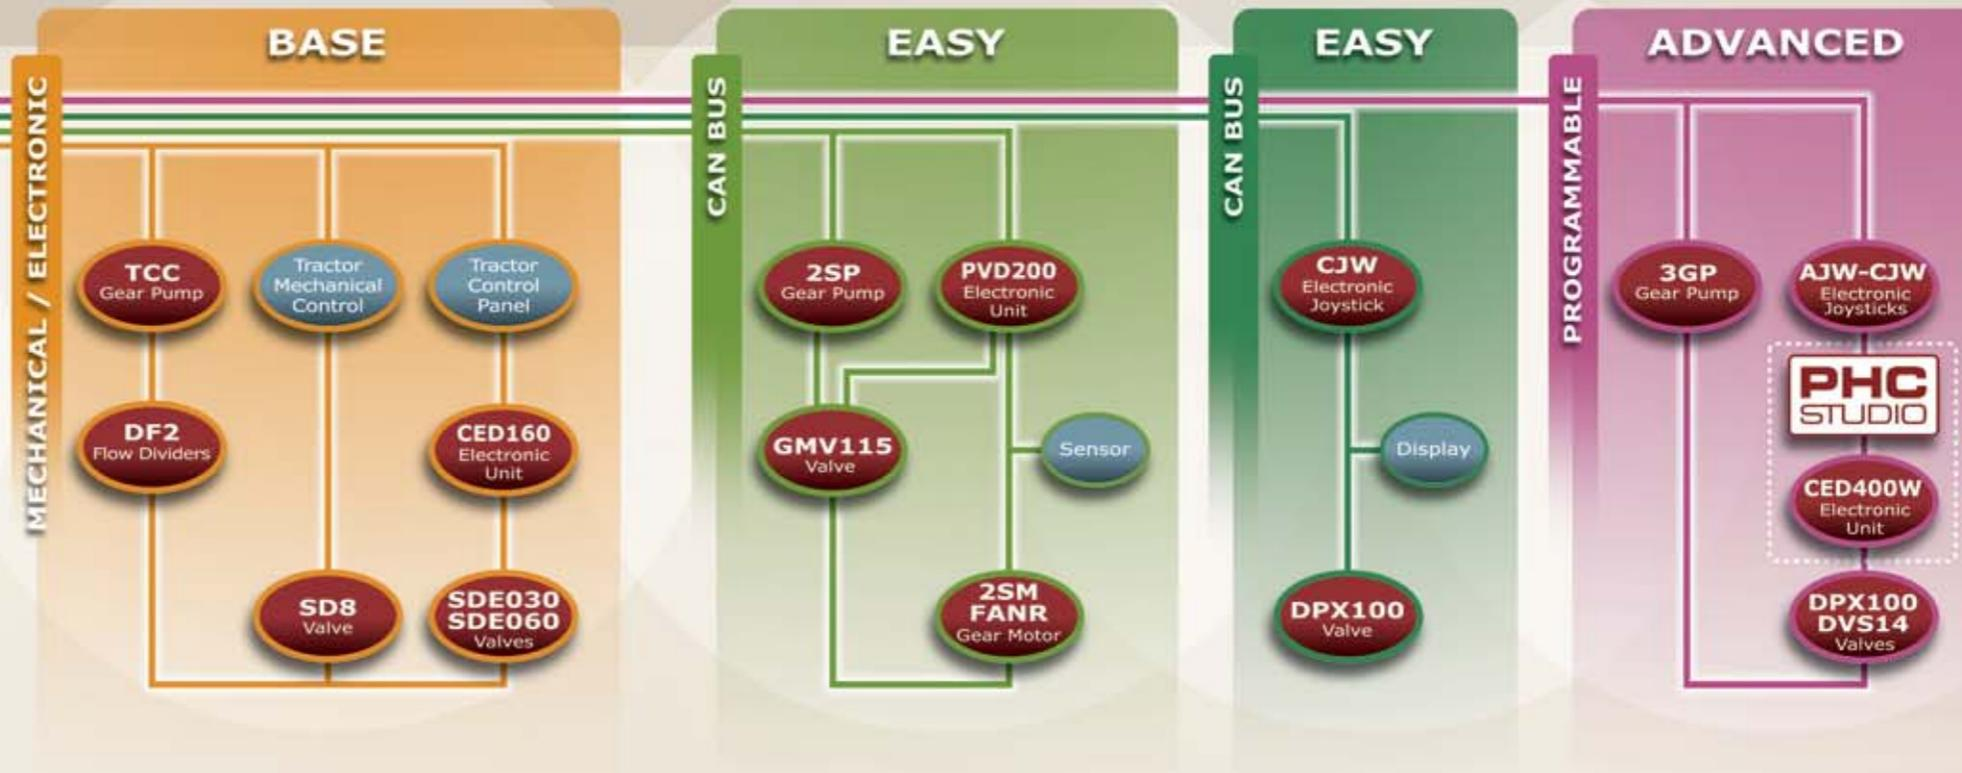 BASE
MECHANICAL / ELECTRONIC
TCC
Gear Pump
Tractor
Mechanical
Control
Tractor
Control
Panel
DF2
Flow Dividers
CED160
Electronic
Unit
SD8
Valve
SDE030
SDE060
Valves
EASY
CAN BUS
2SP
Gear Pump
PVD200
Electronic
Unit
GMV115
Valve
Sensor
2SM
FANR
Gear Motor
EASY
CAN BUS
CJW
Electronic
Joystick
Display
DPX100
Valve
ADVANCED
PROGRAMMABLE
3GP
Gear Pump
AJW-CJW
Electronic
Joysticks
PHC
STUDIO
CED400W
Electronic
Unit
DPX100
DVS14
Valves